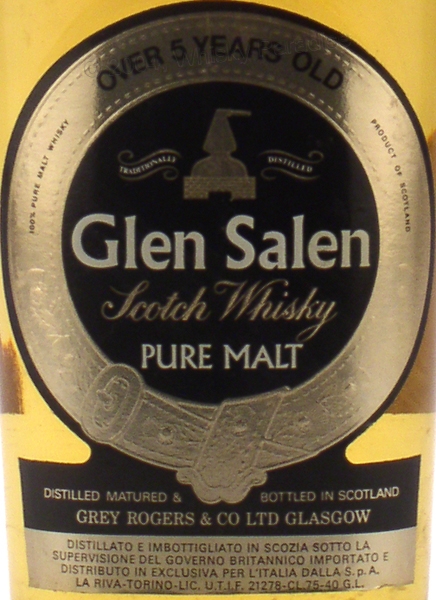 OVER 5 YEARS OLD
100% PURE MALT WHISKY
PRODUCT OF SCOTLAND
TRADITIONALLY DISTILLED
Glen Salen
Scotch Whisky
PURE MALT
DISTILLED MATURED & BOTTLED IN SCOTLAND
GREY ROGERS & CO LTD GLASGOW
DISTILLATO E IMBOTTIGLIATO IN SCOZIA SOTTO LA
SUPERVISIONE DEL GOVERNO BRITANNICO IMPORTATO E
DISTRIBUTO IN EXCLUSIVA PER L'ITALIA DALLA S.p.A.
LA RIVA-TORINO-LIC. U.T.I.F. 21278-CL.75-40 G.L.